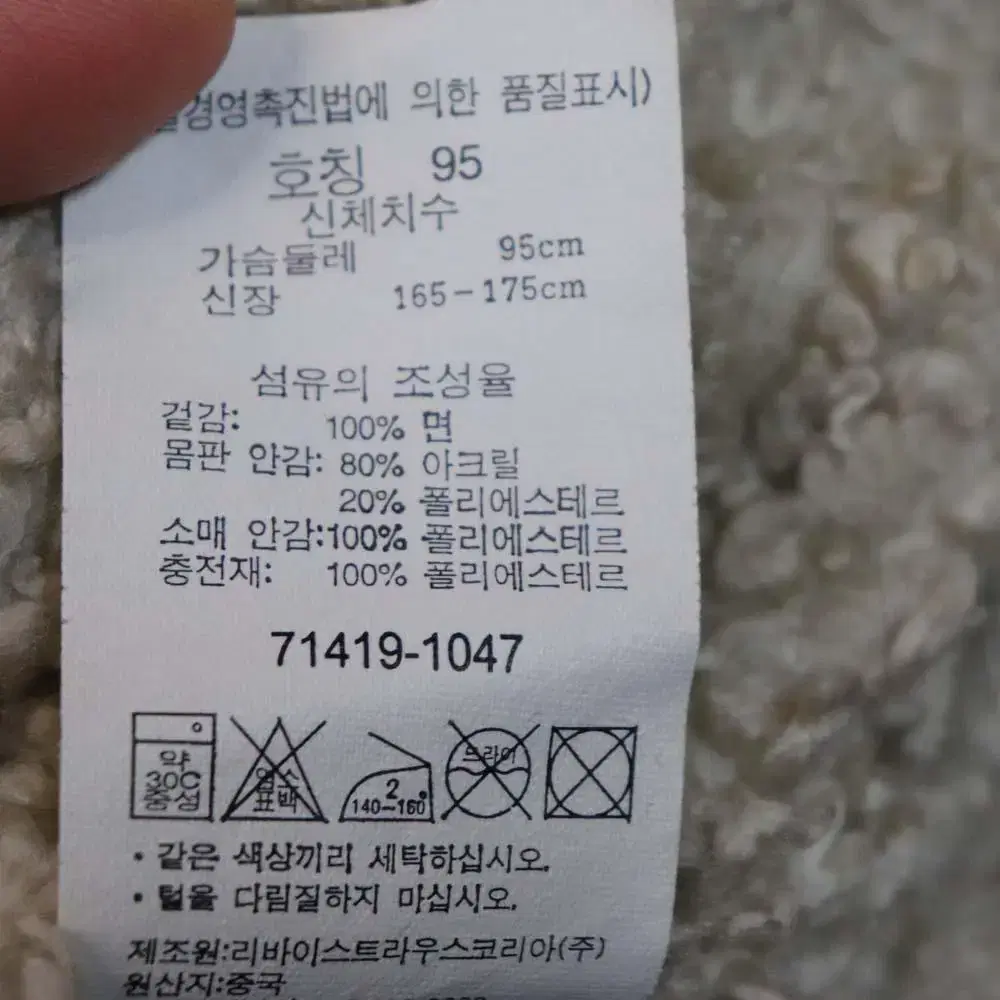 경영촉진법에 의한 품질표시)
호칭 95
신체치수
가슴둘레 95cm
신장 165-175cm
섬유의 조성율
겉감: 100% 면
몸판 안감: 80% 아크릴
20% 폴리에스테르
소매 안감:100% 폴리에스테르
충전재: 100% 폴리에스테르
71419-1047
약
30C
중성
염소
표백
2
140-160
드라이
• 같은 색상끼리 세탁하십시오.
• 털을 다림질하지 마십시오.
제조원:리바이스트라우스코리아(주)
원산지:중국